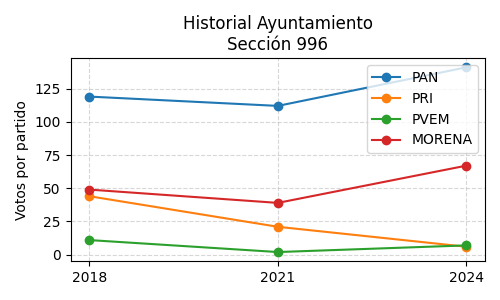 Historial Ayuntamiento
Sección 996
PAN
PRI
PVEM
MORENA
Votos por partido
125
100
75
50
25
0
2018
2021
2024